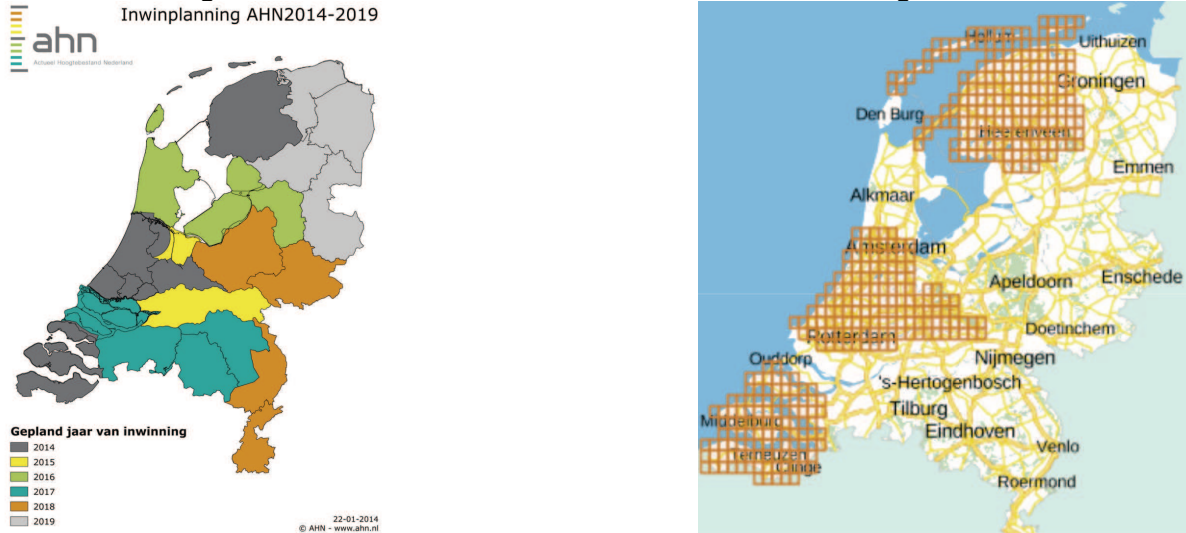 Inwinplanning AHN2014-2019
ahn
Actueel Hoogtebestand Nederland
Gepland jaar van inwinning
2014
2015
2016
2017
2018
2019
22-01-2014
© AHN - www.ahn.nl
Hollum
Uithuizen
Groningen
Den Burg
Heerenveen
Emmen
Alkmaar
Amsterdam
Apeldoorn
Enschede
Rotterdam
Doetinchem
Ouddorp
Nijmegen
's-Hertogenbosch
Tilburg
Middelburg
Eindhoven
Venlo
Terneuzen
Clinge
Roermond